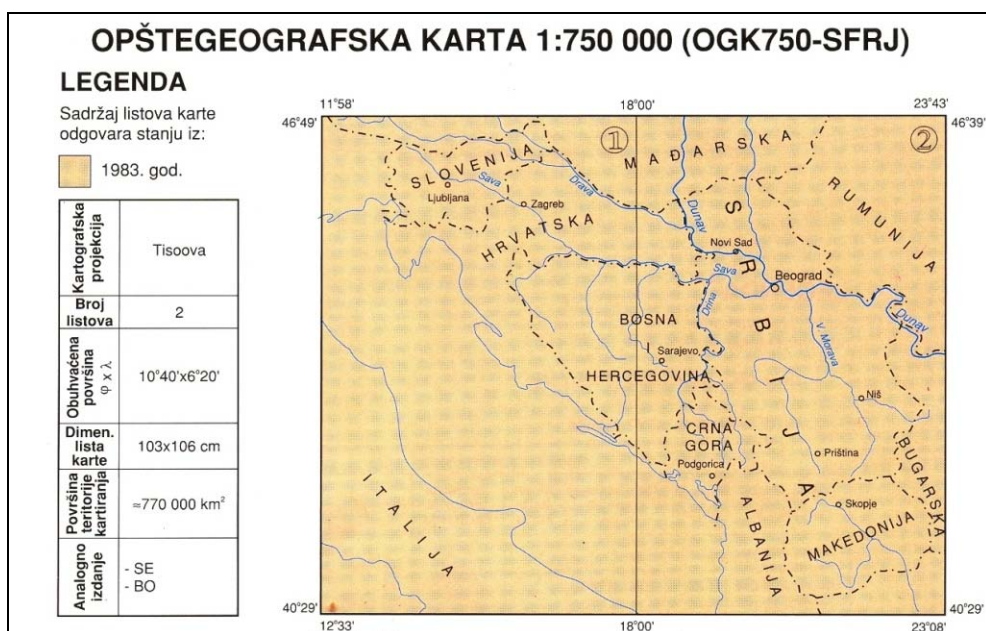 OPŠTEGEOGRAFSKA KARTA 1:750 000 (OGK750-SFRJ)
LEGENDA
Sadržaj listova karte
odgovara stanju iz:
1983. god.
Kartografska
projekcija
Tisoova
Broj
listova
2
Obuhvaćena
površina
φ x λ
10°40'x6°20'
Dimen.
lista
karte
103x106 cm
Površina
teritorije
kartiranja
≈770 000 km²
Analogno
izdanje
- SE
- BO
11°58'
18°00'
23°43'
46°49'
46°39'
①
②
MAĐARSKA
SLOVENIJA
Ljubljana
Sava
Drava
Zagreb
HRVATSKA
Dunav
Novi Sad
RUMUNIJA
SRBIJA
Sava
Beograd
Drina
Dunav
BOSNA
I
HERCEGOVINA
Sarajevo
V. Morava
Niš
CRNA
GORA
Podgorica
Priština
BUGARSKA
ITALIJA
ALBANIJA
Skopje
MAKEDONIJA
40°29'
40°29'
12°33'
18°00'
23°08'